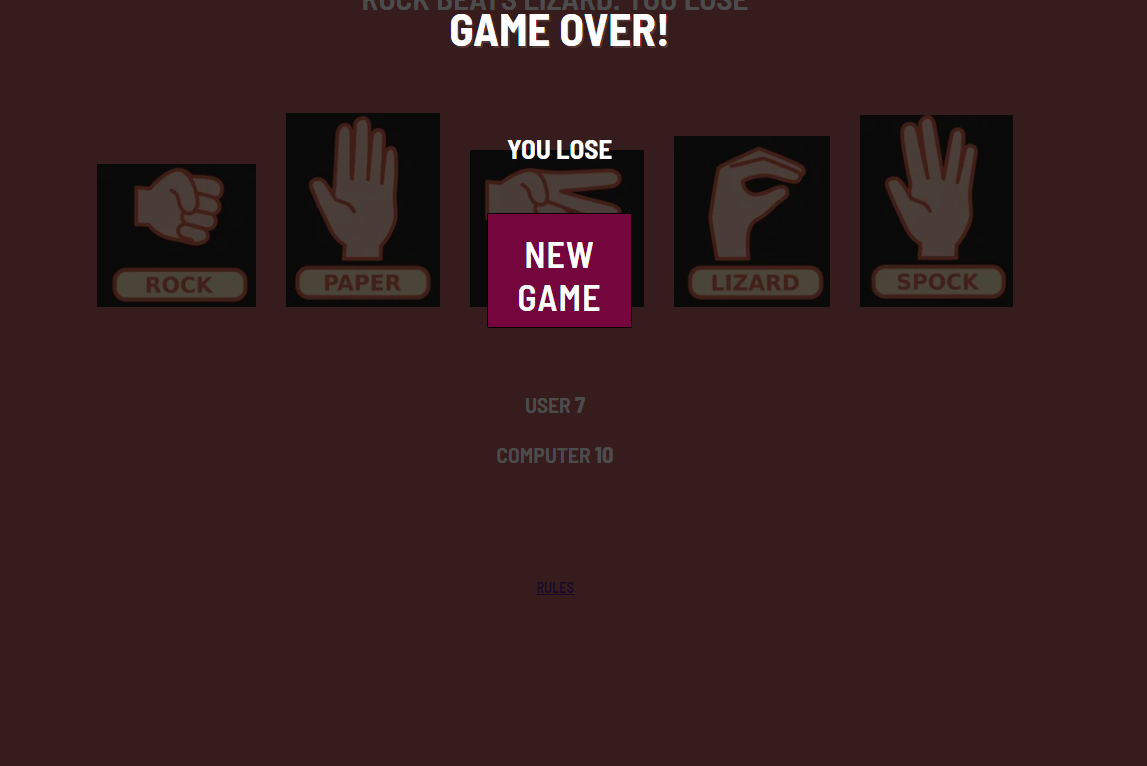 ROCK BEATS LIZARD. YOU LOSE
GAME OVER!
YOU LOSE
ROCK
PAPER
NEW
GAME
LIZARD
SPOCK
USER 7
COMPUTER 10
RULES